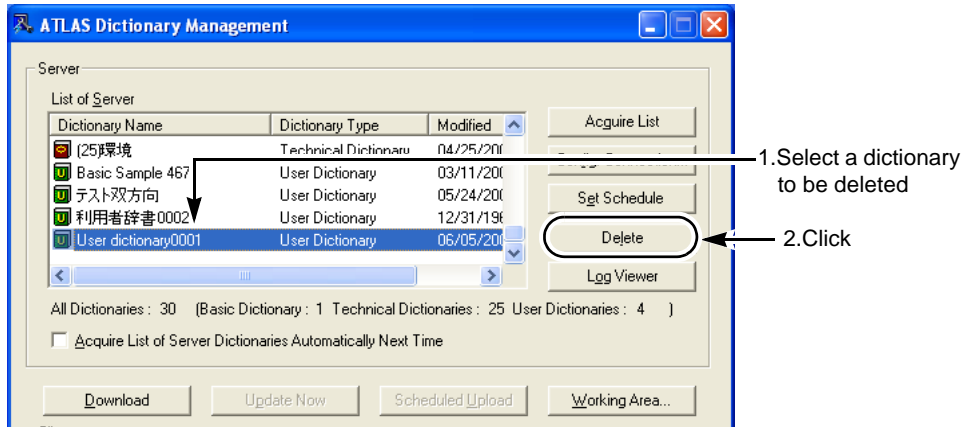 ATLAS Dictionary Management
Server
List of Server
Dictionary Name Dictionary Type Modified
(25)環境 Technical Dictionary 04/25/200
Basic Sample 467 User Dictionary 03/11/200
テスト双方向 User Dictionary 05/24/200
利用者辞書0002 User Dictionary 12/31/196
User dictionary0001 User Dictionary 06/05/200
Acquire List
Set Schedule
Delete
Log Viewer
1.Select a dictionary
to be deleted
2.Click
All Dictionaries : 30 (Basic Dictionary : 1 Technical Dictionaries : 25 User Dictionaries : 4 )
Acquire List of Server Dictionaries Automatically Next Time
Download Update Now Scheduled Upload Working Area...